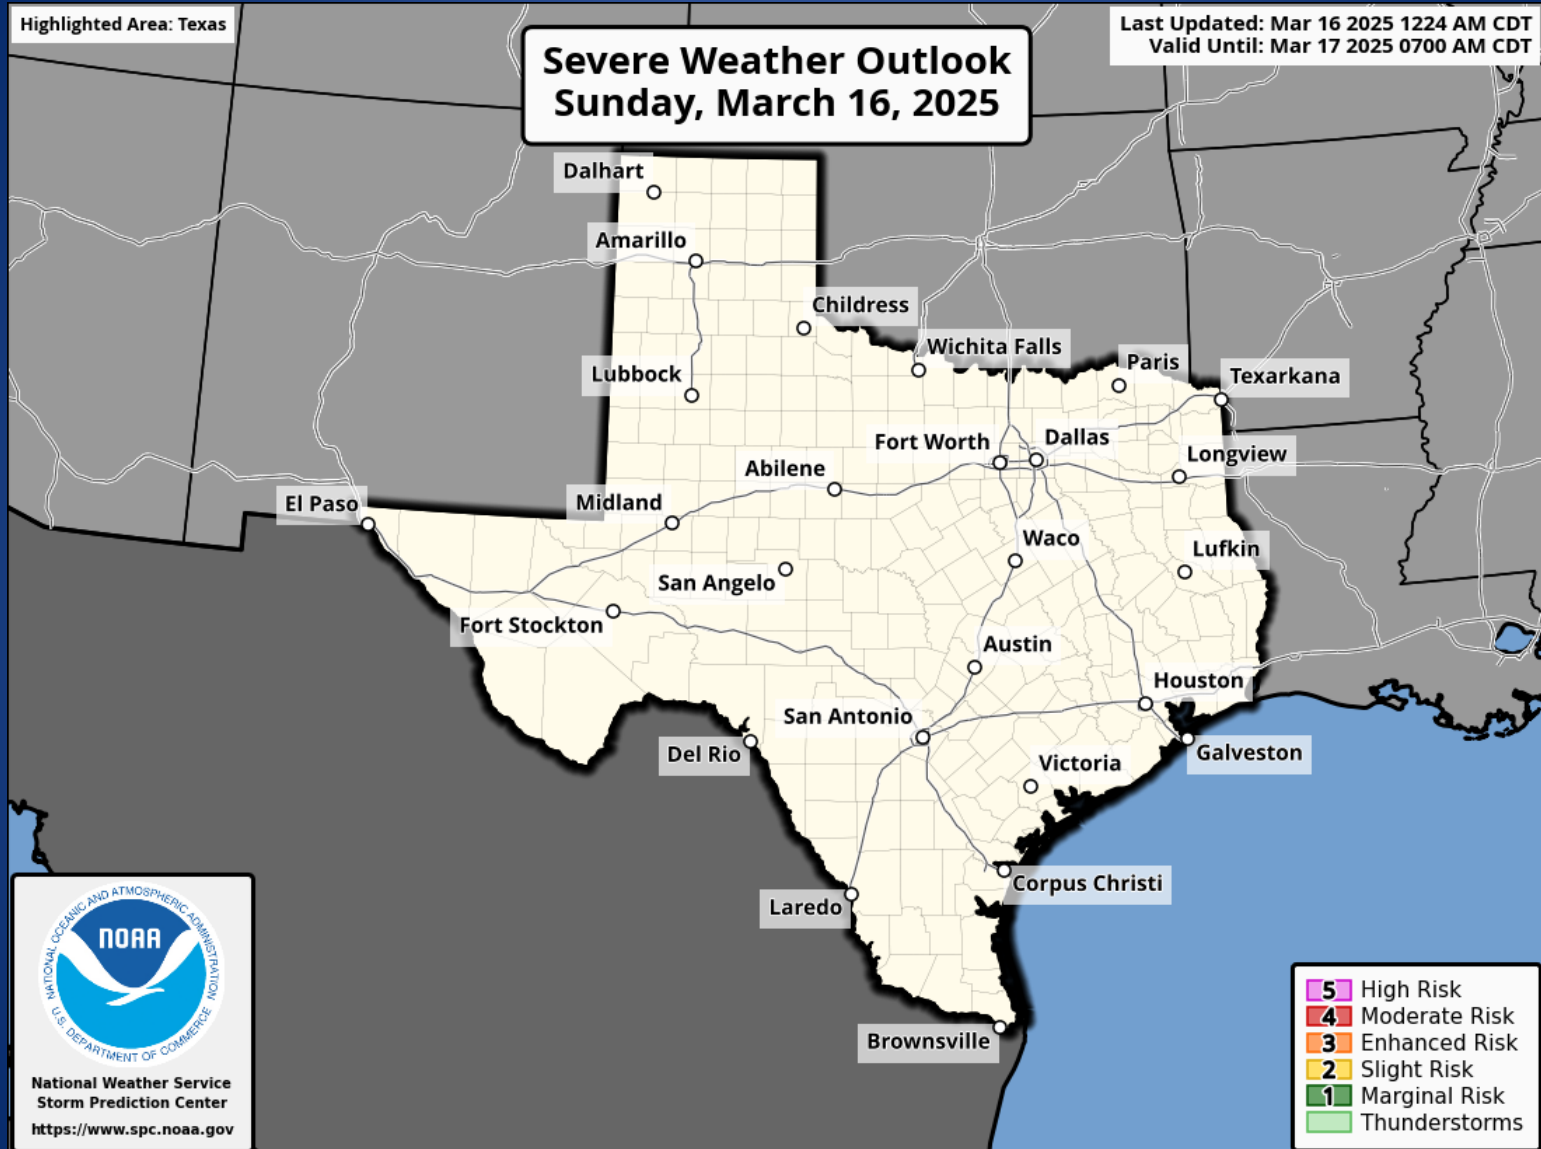 Highlighted Area: Texas
Severe Weather Outlook
Sunday, March 16, 2025
Last Updated: Mar 16 2025 1224 AM CDT
Valid Until: Mar 17 2025 0700 AM CDT
Dalhart
Amarillo
Childress
Wichita Falls
Paris
Texarkana
Lubbock
Fort Worth
Dallas
Longview
Abilene
Midland
El Paso
Waco
Lufkin
San Angelo
Fort Stockton
Austin
Houston
San Antonio
Del Rio
Galveston
Victoria
Corpus Christi
Laredo
Brownsville
NATIONAL OCEANIC AND ATMOSPHERIC ADMINISTRATION
NOAA
U.S. DEPARTMENT OF COMMERCE
National Weather Service
Storm Prediction Center
https://www.spc.noaa.gov
5 High Risk
4 Moderate Risk
3 Enhanced Risk
2 Slight Risk
1 Marginal Risk
Thunderstorms